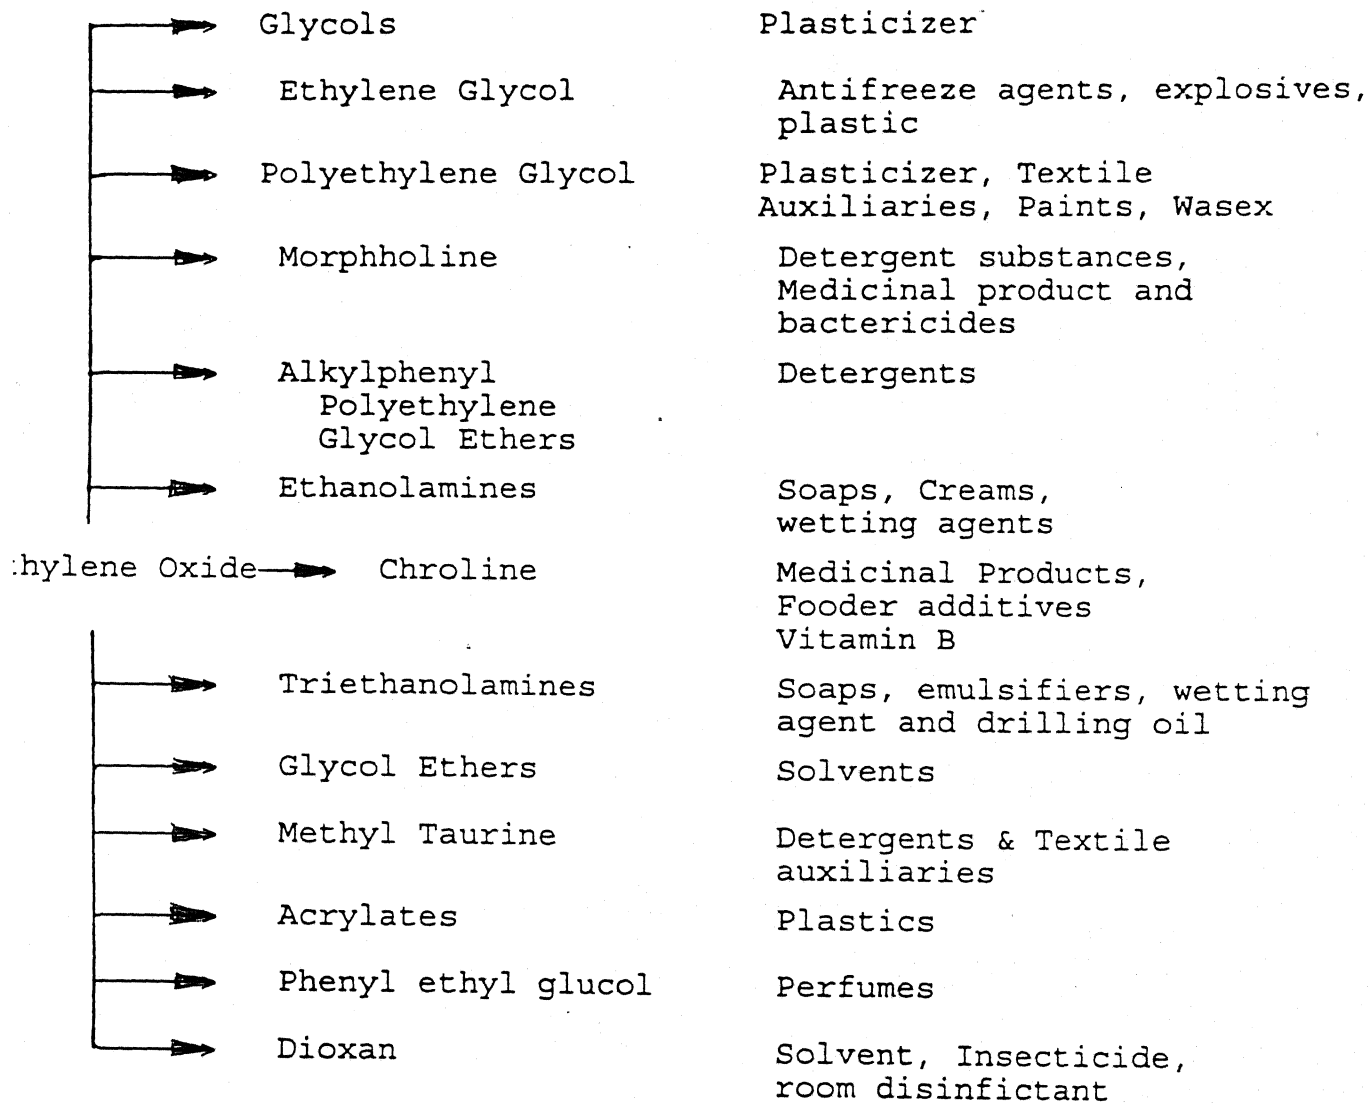 Glycols Plasticizer
Ethylene Glycol Antifreeze agents, explosives,
plastic
Polyethylene Glycol Plasticizer, Textile
Auxiliaries, Paints, Wasex
Morphholine Detergent substances,
Medicinal product and
bactericides
Alkylphenyl Detergents
Polyethylene
Glycol Ethers
Ethanolamines Soaps, Creams,
wetting agents
hylene Oxide Chroline Medicinal Products,
Fooder additives
Vitamin B
Triethanolamines Soaps, emulsifiers, wetting
agent and drilling oil
Glycol Ethers Solvents
Methyl Taurine Detergents & Textile
auxiliaries
Acrylates Plastics
Phenyl ethyl glucol Perfumes
Dioxan Solvent, Insecticide,
room disinfictant